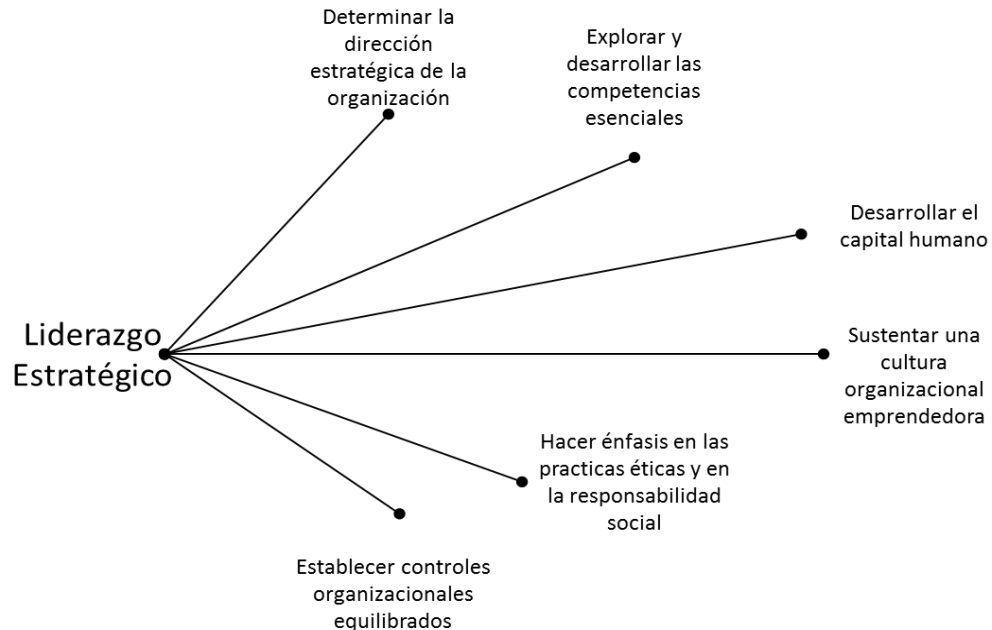 Liderazgo
Estratégico
Determinar la
dirección
estratégica de la
organización
Explorar y
desarrollar las
competencias
esenciales
Desarrollar el
capital humano
Sustentar una
cultura
organizacional
emprendedora
Hacer énfasis en las
practicas éticas y en
la responsabilidad
social
Establecer controles
organizacionales
equilibrados